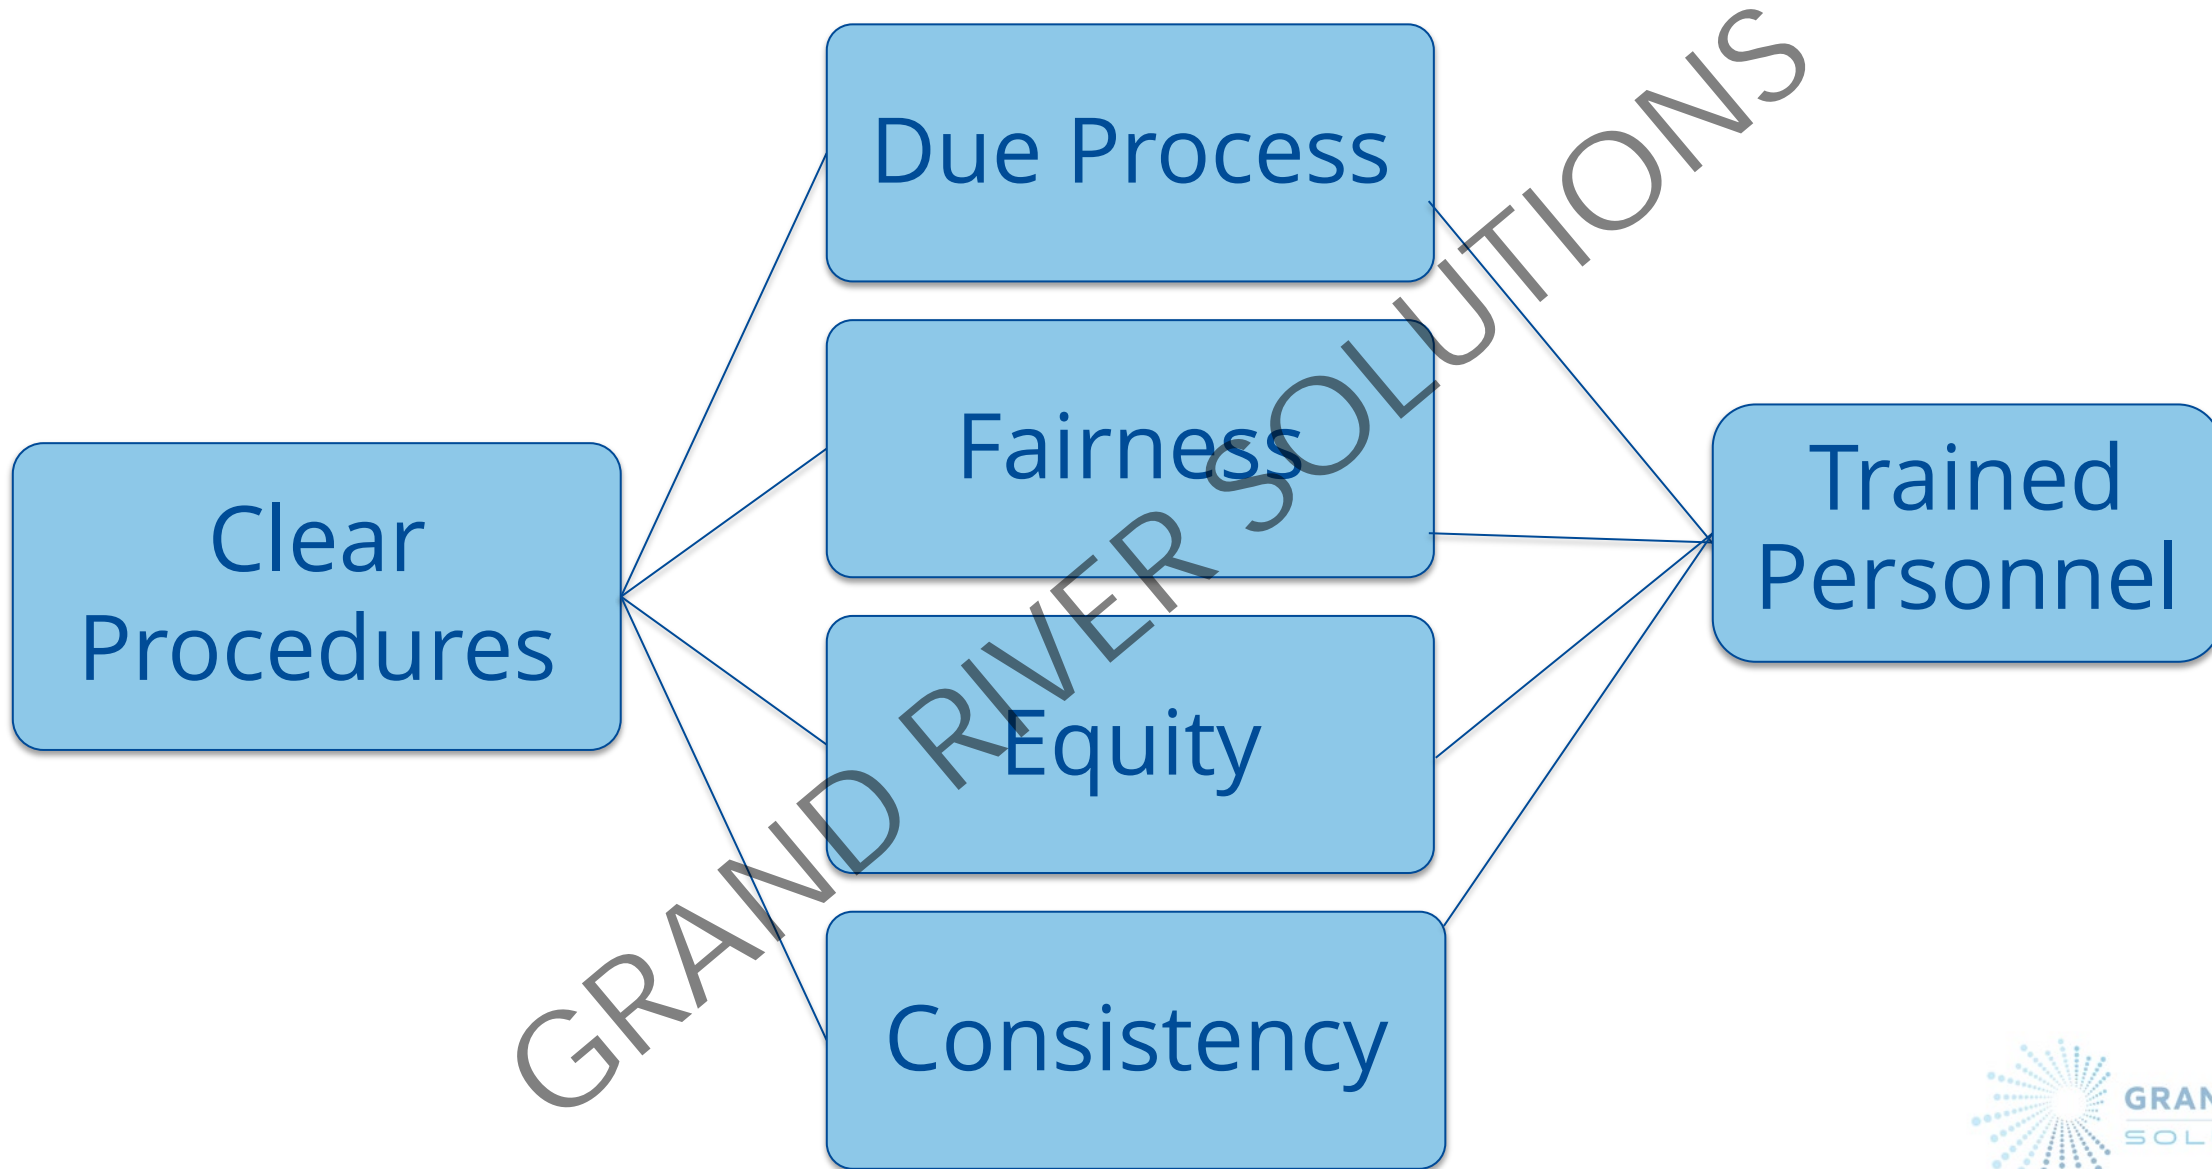 Clear
Procedures
Due Process
Fairness
Equity
Consistency
Trained
Personnel
GRAND RIVER SOLUTIONS